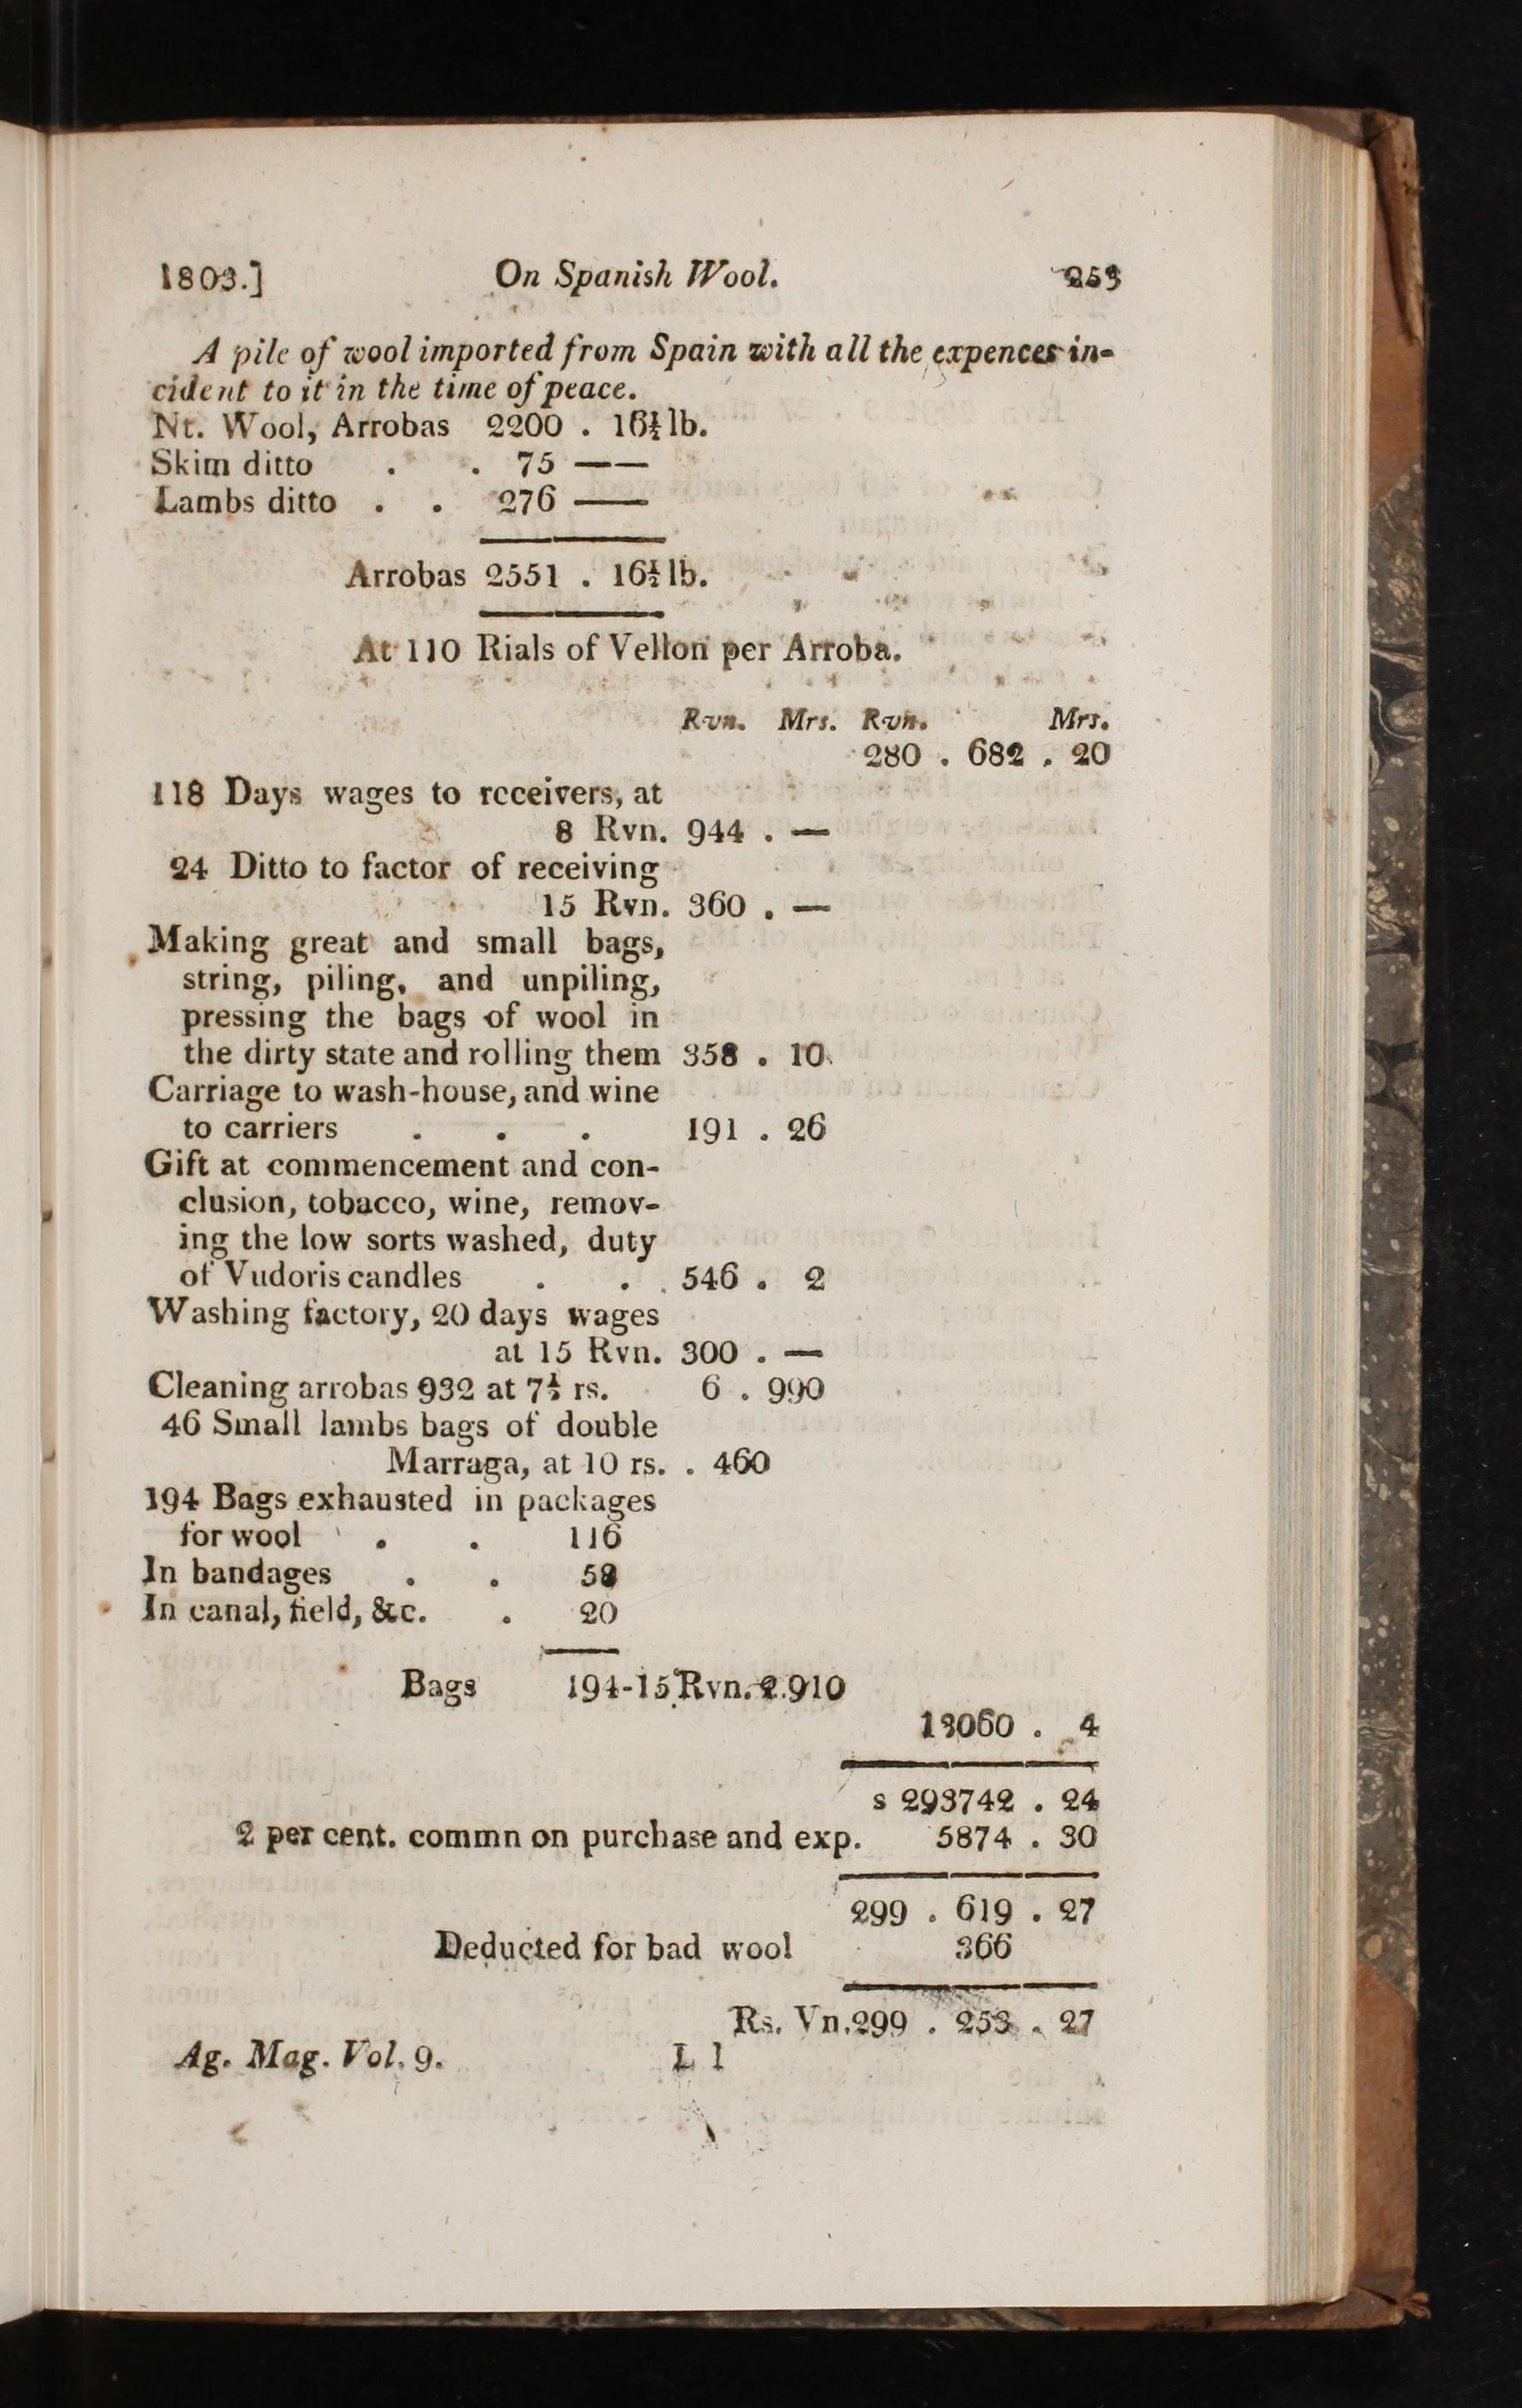 1803.] On Spanish Wool. 253
A pile of wool imported from Spain with all the expences in-
cident to it in the time of peace.
Nt. Wool, Arrobas 2200 . 16½ lb.
Skim ditto . . 75 ——
Lambs ditto . . 276 ——
Arrobas 2551 . 16½ lb.
At 110 Rials of Vellon per Arroba.
Rvn. Mrs. Rvn. Mrs.
280 . 682 . 20
118 Days wages to receivers, at
8 Rvn. 944 . —
24 Ditto to factor of receiving
15 Rvn. 360 . —
Making great and small bags,
string, piling, and unpiling,
pressing the bags of wool in
the dirty state and rolling them 358 . 10
Carriage to wash-house, and wine
to carriers . . . 191 . 26
Gift at commencement and con-
clusion, tobacco, wine, remov-
ing the low sorts washed, duty
of Vudoris candles . . 546 . 2
Washing factory, 20 days wages
at 15 Rvn. 300 . —
Cleaning arrobas 932 at 7½ rs. 6 . 990
46 Small lambs bags of double
Marraga, at 10 rs. . 460
194 Bags exhausted in packages
for wool . . 116
In bandages . . 58
In canal, field, &c. . 20
Bags 194-15 Rvn. 2.910
13060 . 4
s 293742 . 24
2 per cent. commn on purchase and exp. 5874 . 30
299 . 619 . 27
Deducted for bad wool 366
Rs. Vn. 299 . 253 . 27
Ag. Mag. Vol. 9. L l